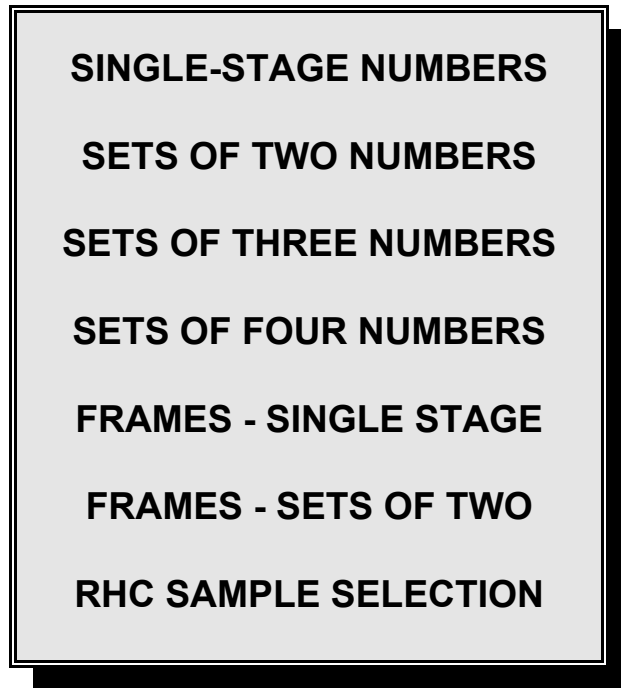 SINGLE-STAGE NUMBERS
SETS OF TWO NUMBERS
SETS OF THREE NUMBERS
SETS OF FOUR NUMBERS
FRAMES - SINGLE STAGE
FRAMES - SETS OF TWO
RHC SAMPLE SELECTION